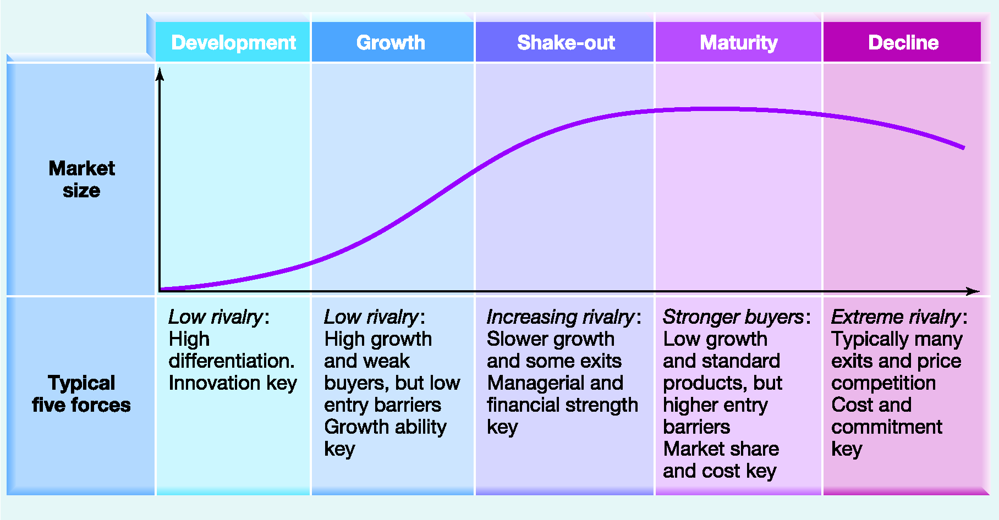 Development
Growth
Shake-out
Maturity
Decline
Market
size
Typical
five forces
Low rivalry:
High
differentiation.
Innovation key
Low rivalry:
High growth
and weak
buyers, but low
entry barriers
Growth ability
key
Increasing rivalry:
Slower growth
and some exits
Managerial and
financial strength
key
Stronger buyers:
Low growth
and standard
products, but
higher entry
barriers
Market share
and cost key
Extreme rivalry:
Typically many
exits and price
competition
Cost and
commitment
key